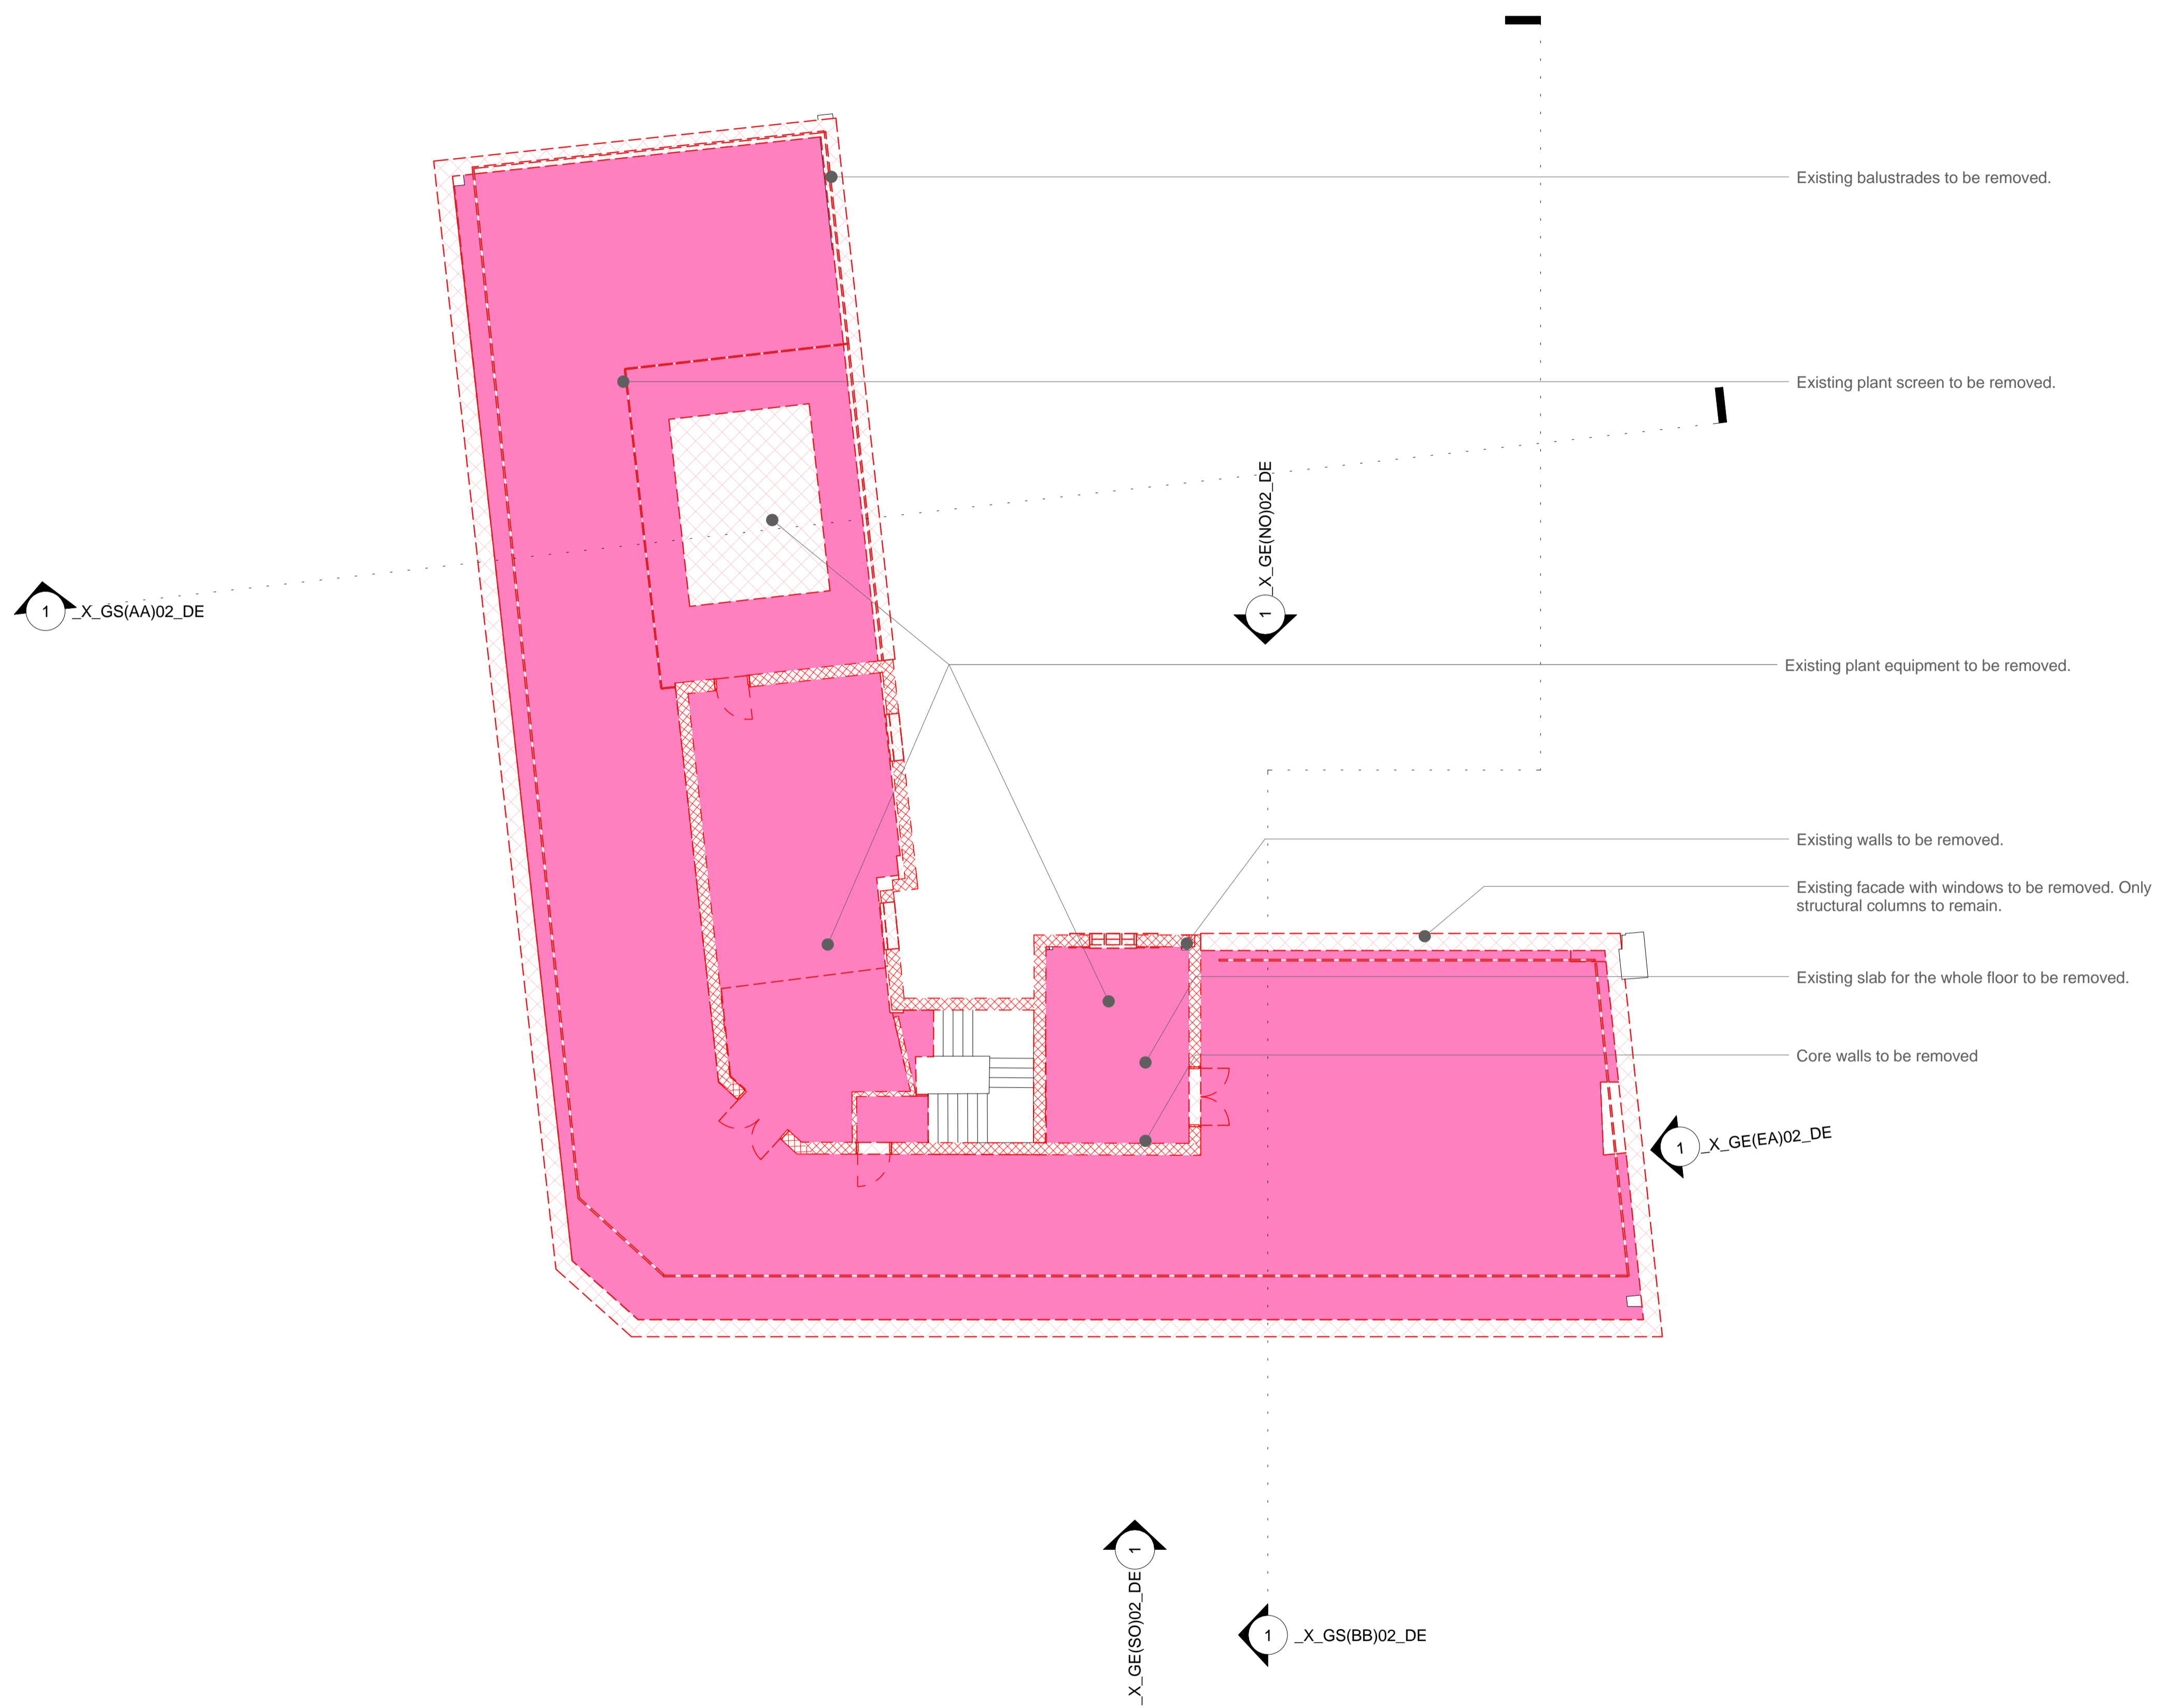 Existing balustrades to be removed.
Existing plant screen to be removed.
_X_GE(NO)02_DE
1
1
_X_GS(AA)02_DE
Existing plant equipment to be removed.
Existing walls to be removed.
Existing facade with windows to be removed. Only
structural columns to remain.
Existing slab for the whole floor to be removed.
Core walls to be removed
1
_X_GE(EA)02_DE
1
_X_GE(SO)02_DE
1
_X_GS(BB)02_DE